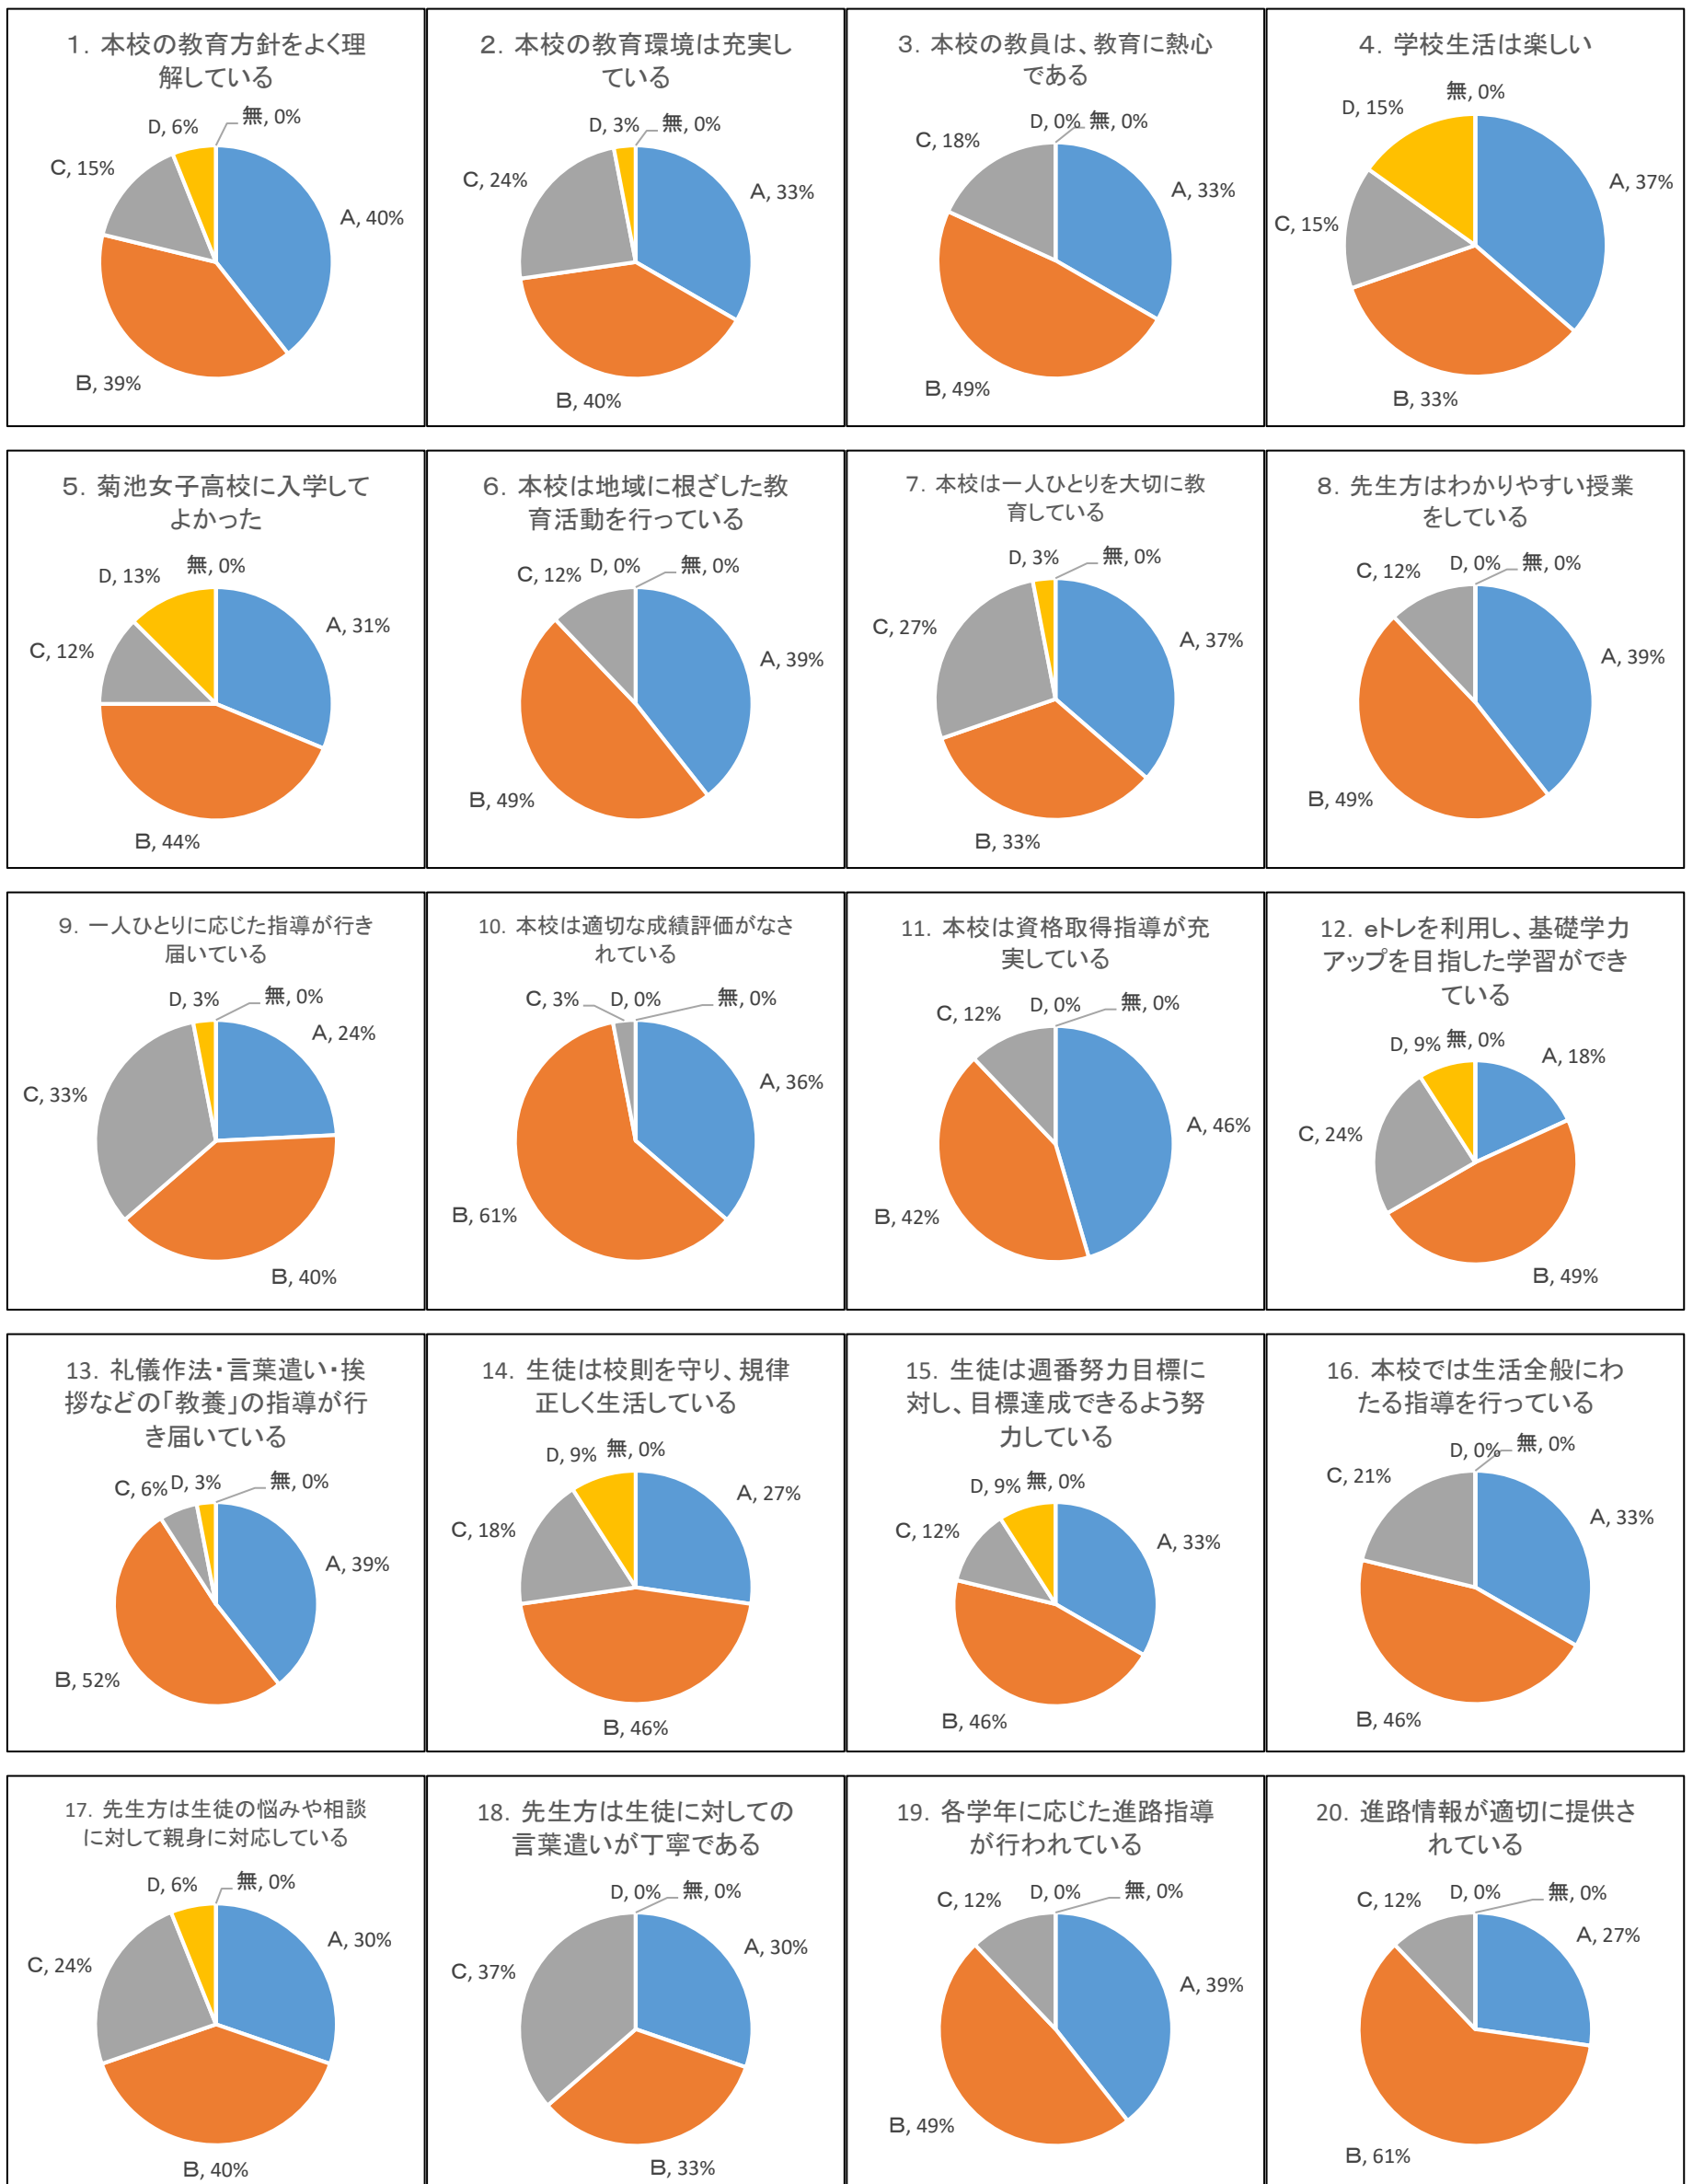 1. 本校の教育方針をよく理
解している
無, 0%
D, 6%
C, 15%
A, 40%
B, 39%
2. 本校の教育環境は充実し
ている
D, 3%
無, 0%
C, 24%
A, 33%
B, 40%
3. 本校の教員は、教育に熱心
である
D, 0%
無, 0%
C, 18%
A, 33%
B, 49%
4. 学校生活は楽しい
無, 0%
D, 15%
A, 37%
C, 15%
B, 33%
5. 菊池女子高校に入学して
よかった
無, 0%
D, 13%
A, 31%
C, 12%
B, 44%
6. 本校は地域に根ざした教
育活動を行っている
C, 12%
D, 0%
無, 0%
A, 39%
B, 49%
7. 本校は一人ひとりを大切に教
育している
D, 3%
無, 0%
C, 27%
A, 37%
B, 33%
8. 先生方はわかりやすい授業
をしている
C, 12%
D, 0%
無, 0%
A, 39%
B, 49%
9. 一人ひとりに応じた指導が行き
届いている
D, 3%
無, 0%
A, 24%
C, 33%
B, 40%
10. 本校は適切な成績評価がなさ
れている
C, 3%
D, 0%
無, 0%
A, 36%
B, 61%
11. 本校は資格取得指導が充
実している
C, 12%
D, 0%
無, 0%
A, 46%
B, 42%
12. eトレを利用し、基礎学力
アップを目指した学習ができ
ている
D, 9%
無, 0%
A, 18%
C, 24%
B, 49%
13. 礼儀作法・言葉遣い・挨
拶などの「教養」の指導が行
き届いている
C, 6%
D, 3%
無, 0%
A, 39%
B, 52%
14. 生徒は校則を守り、規律
正しく生活している
D, 9%
無, 0%
A, 27%
C, 18%
B, 46%
15. 生徒は週番努力目標に
対し、目標達成できるよう努
力している
D, 9%
無, 0%
C, 12%
A, 33%
B, 46%
16. 本校では生活全般にわ
たる指導を行っている
D, 0%
無, 0%
C, 21%
A, 33%
B, 46%
17. 先生方は生徒の悩みや相談
に対して親身に対応している
D, 6%
無, 0%
A, 30%
C, 24%
B, 40%
18. 先生方は生徒に対しての
言葉遣いが丁寧である
D, 0%
無, 0%
A, 30%
C, 37%
B, 33%
19. 各学年に応じた進路指導
が行われている
C, 12%
D, 0%
無, 0%
A, 39%
B, 49%
20. 進路情報が適切に提供さ
れている
C, 12%
D, 0%
無, 0%
A, 27%
B, 61%